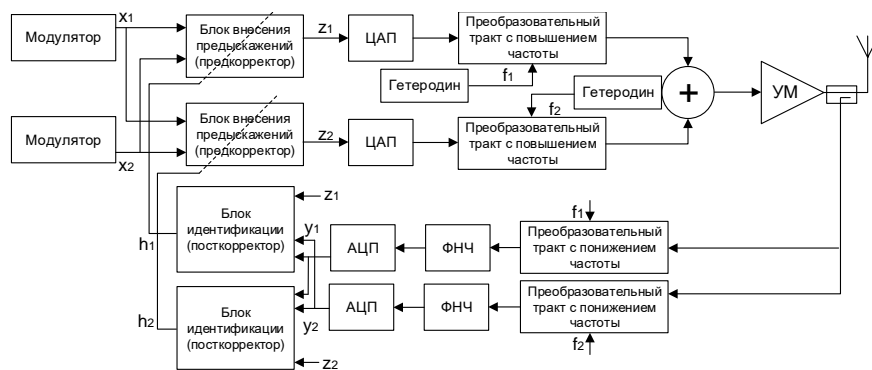 Модулятор
x1
Блок внесения
предыскажений
(предкорректор)
z1
ЦАП
Преобразовательный
тракт с повышением
частоты
Гетеродин
f1
Гетеродин
f2
+
УМ
Модулятор
x2
Блок внесения
предыскажений
(предкорректор)
z2
ЦАП
Преобразовательный
тракт с повышением
частоты
h1
Блок
идентификации
(посткорректор)
z1
y1
АЦП
ФНЧ
f1
Преобразовательный
тракт с понижением
частоты
h2
Блок
идентификации
(посткорректор)
y2
z2
АЦП
ФНЧ
Преобразовательный
тракт с понижением
частоты
f2